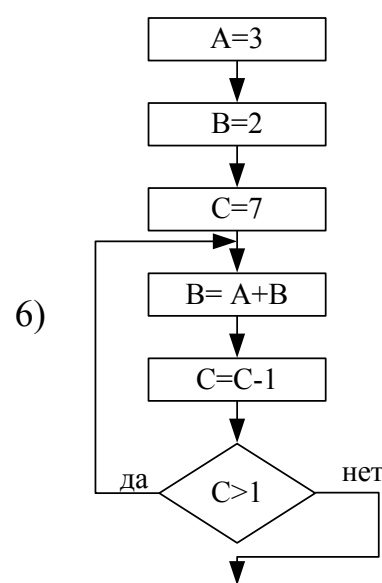 A=3
B=2
C=7
6)
B= A+B
C=C-1
да
C>1
нет